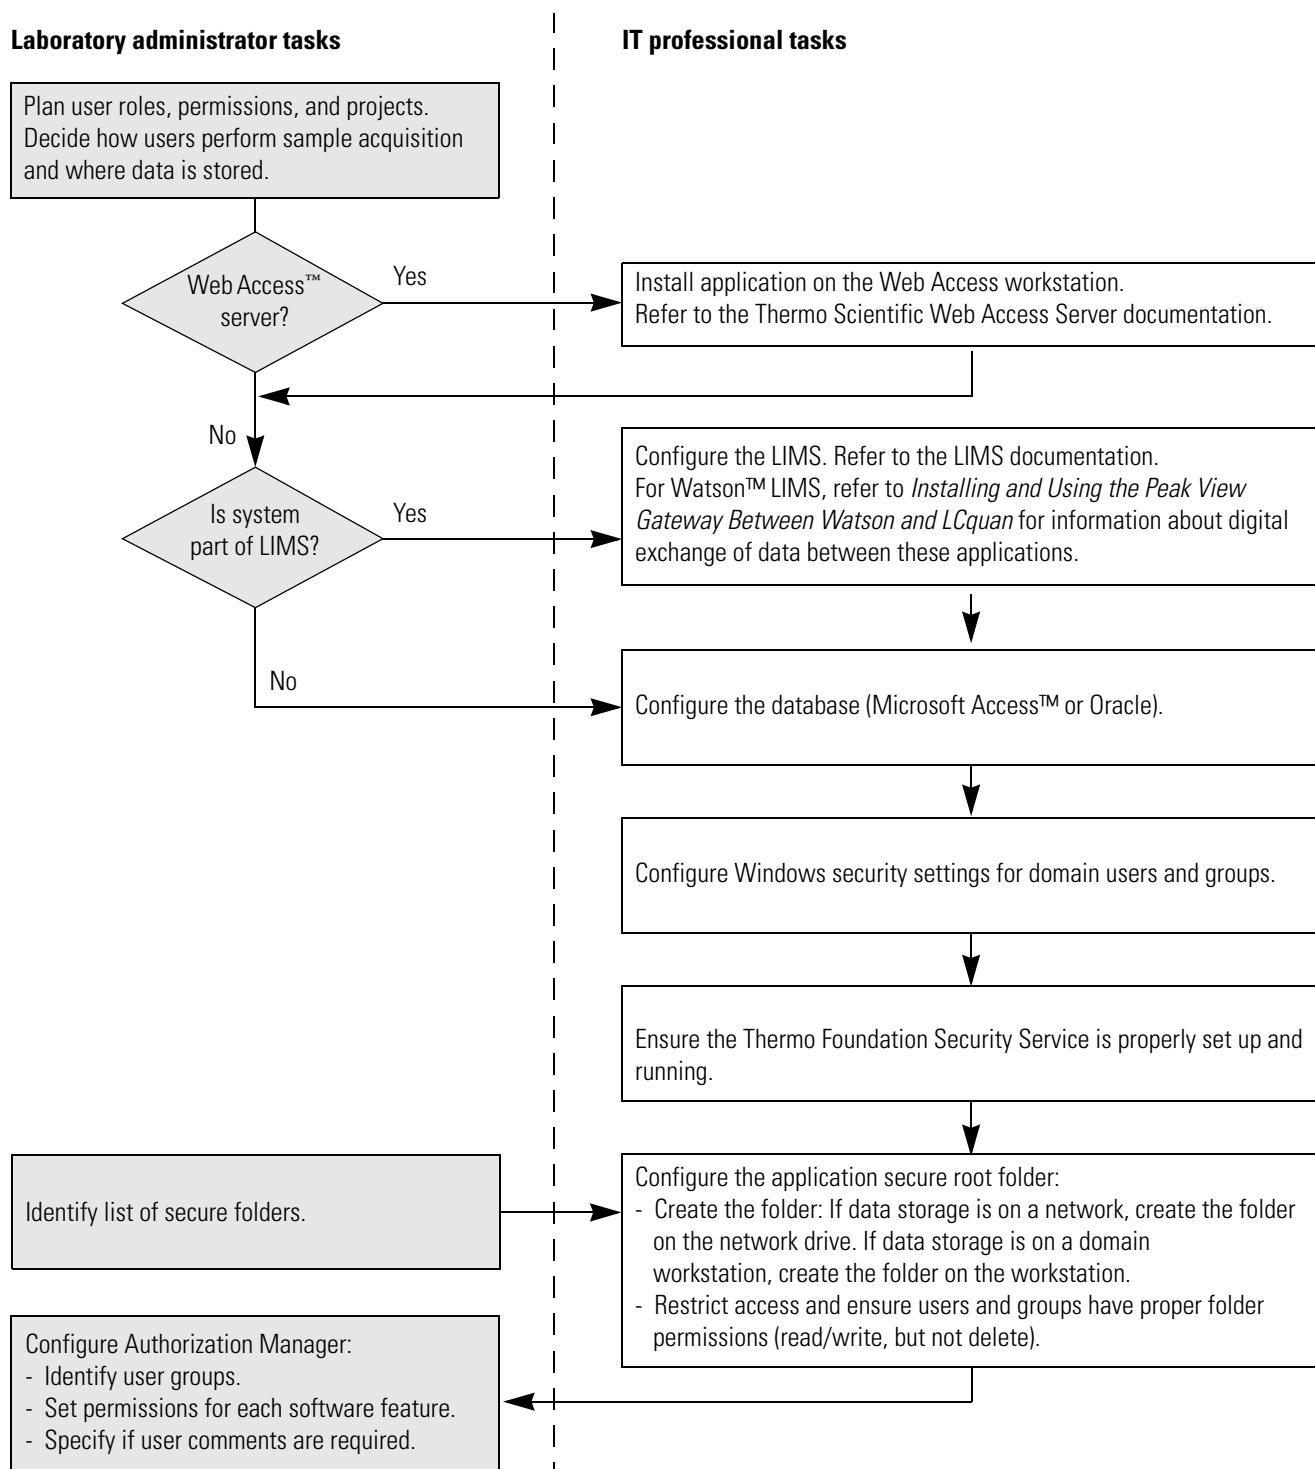 Laboratory administrator tasks
IT professional tasks
Plan user roles, permissions, and projects.
Decide how users perform sample acquisition
and where data is stored.
Web Access™
server?
Yes
Install application on the Web Access workstation.
Refer to the Thermo Scientific Web Access Server documentation.
No
Is system
part of LIMS?
Yes
Configure the LIMS. Refer to the LIMS documentation.
For Watson™ LIMS, refer to Installing and Using the Peak View
Gateway Between Watson and LCquan for information about digital
exchange of data between these applications.
No
Configure the database (Microsoft Access™ or Oracle).
Configure Windows security settings for domain users and groups.
Ensure the Thermo Foundation Security Service is properly set up and
running.
Identify list of secure folders.
Configure the application secure root folder:
- Create the folder: If data storage is on a network, create the folder
on the network drive. If data storage is on a domain
workstation, create the folder on the workstation.
- Restrict access and ensure users and groups have proper folder
permissions (read/write, but not delete).
Configure Authorization Manager:
- Identify user groups.
- Set permissions for each software feature.
- Specify if user comments are required.